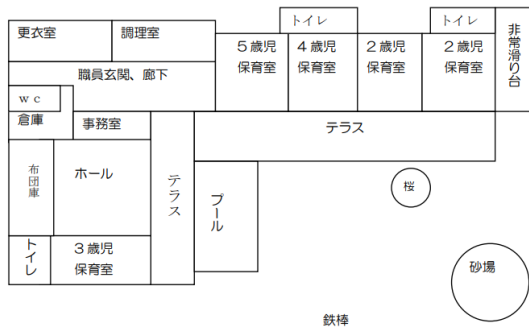 トイレ
トイレ
更衣室
調理室
5歳児
保育室
4歳児
保育室
2歳児
保育室
2歳児
保育室
非常滑り台
職員玄関、廊下
wc
倉庫
事務室
テラス
布団庫
ホール
テラス
プール
桜
トイレ
3歳児
保育室
砂場
鉄棒